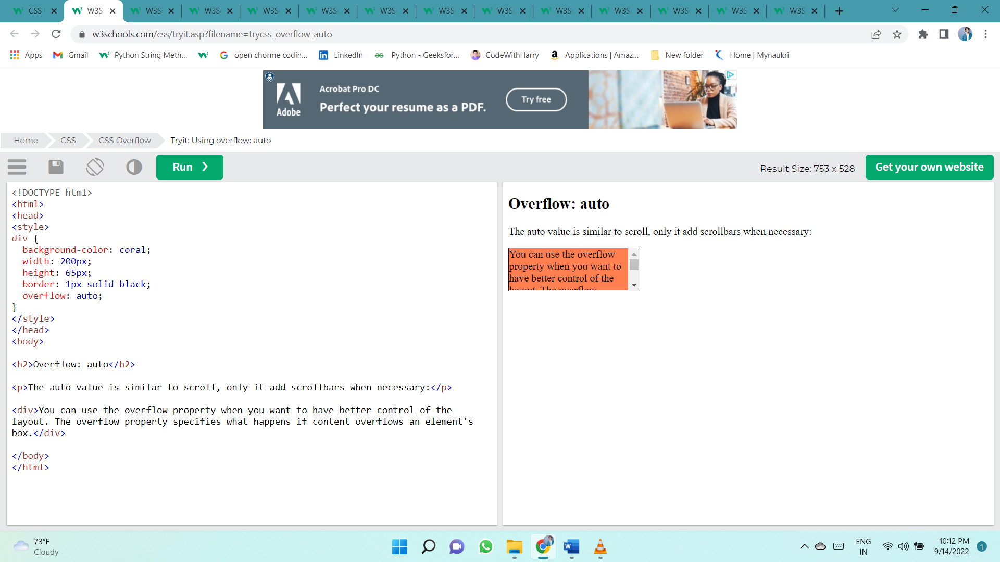 CSS
W3S
W3S
W3S
W3S
W3S
W3S
W3S
W3S
W3S
W3S
W3S
W3S
W3S
w3schools.com/css/tryit.asp?filename=trycss_overflow_auto
Apps
Gmail
Python String Meth...
open chorme codin...
LinkedIn
Python - Geeksfor...
CodeWithHarry
Applications | Amaz...
New folder
Home | Mynaukri
Adobe
Acrobat Pro DC
Perfect your resume as a PDF.
Try free
Home
CSS
CSS Overflow
Tryit: Using overflow: auto
Run ❯
Result Size: 753 x 528
Get your own website
<!DOCTYPE html>
<html>
<head>
<style>
div {
  background-color: coral;
  width: 200px;
  height: 65px;
  border: 1px solid black;
  overflow: auto;
}
</style>
</head>
<body>
<h2>Overflow: auto</h2>
<p>The auto value is similar to scroll, only it add scrollbars when necessary:</p>
<div>You can use the overflow property when you want to have better control of the
layout. The overflow property specifies what happens if content overflows an element's
box.</div>
</body>
</html>
Overflow: auto
The auto value is similar to scroll, only it add scrollbars when necessary:
You can use the overflow
property when you want to
have better control of the
layout. The overflow
73°F
Cloudy
ENG
IN
10:12 PM
9/14/2022
1